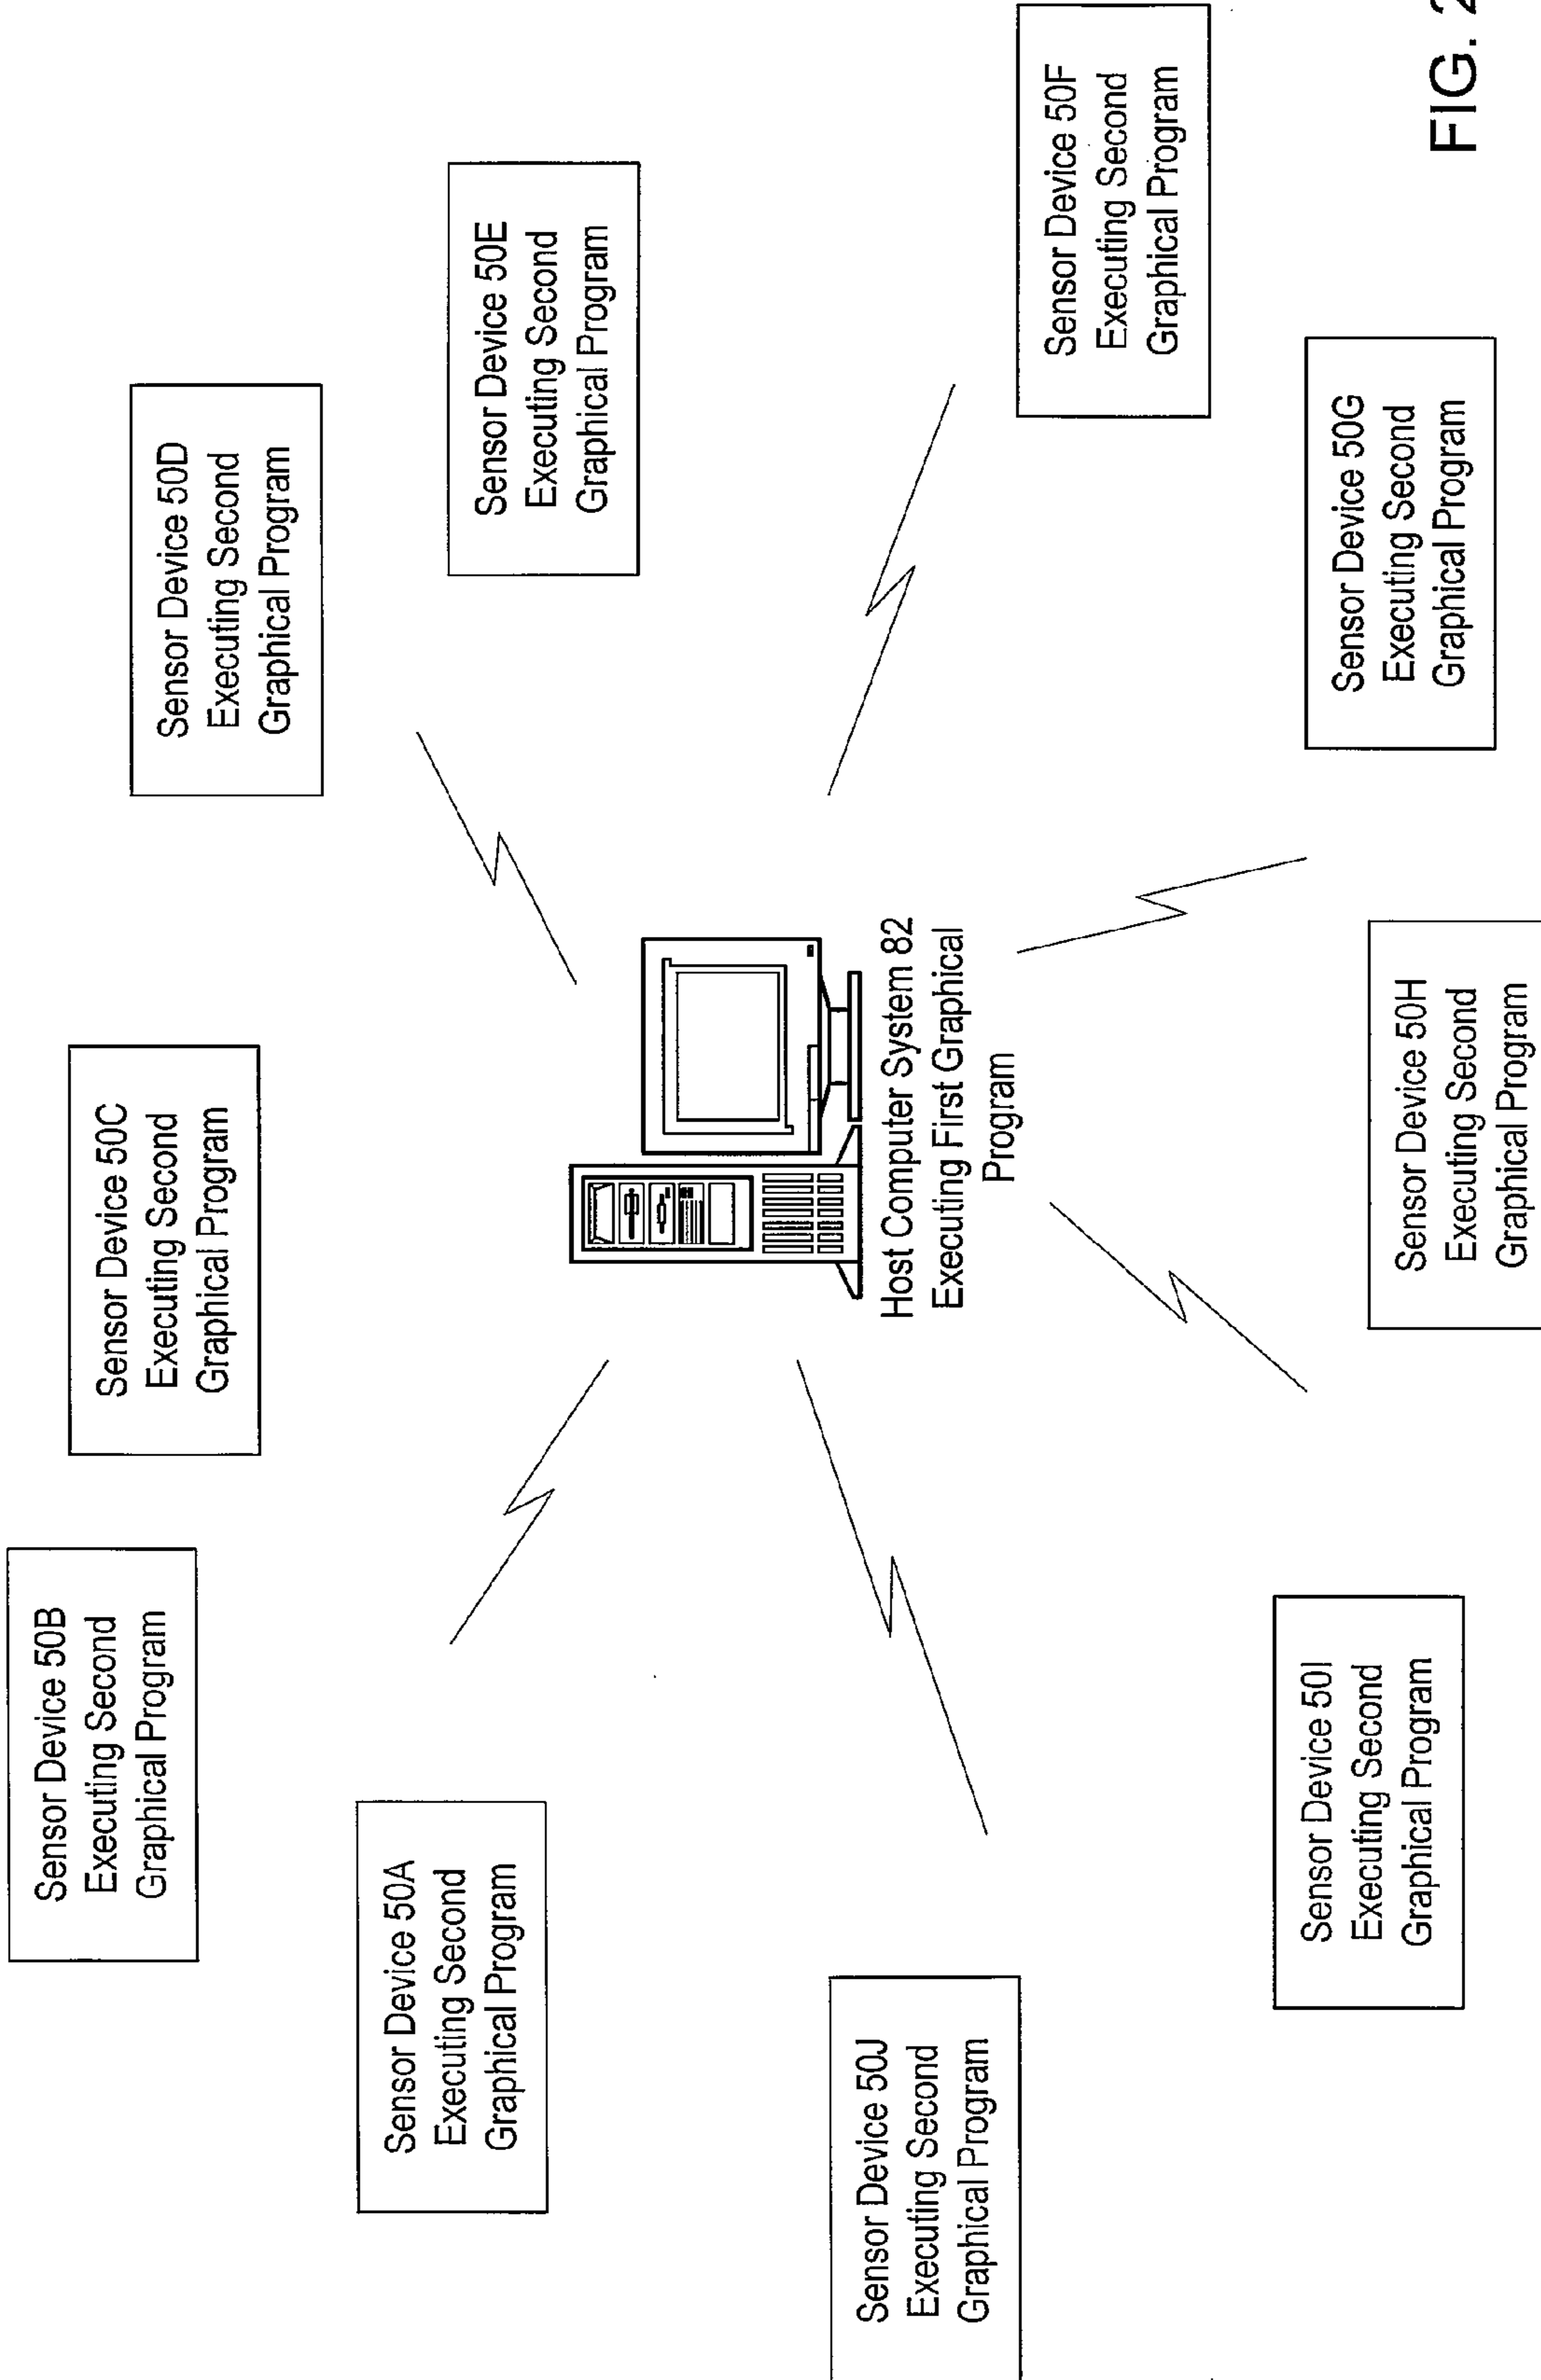 Sensor Device 50B
Executing Second
Graphical Program
Sensor Device 50C
Executing Second
Graphical Program
Sensor Device 50D
Executing Second
Graphical Program
Sensor Device 50A
Executing Second
Graphical Program
Sensor Device 50E
Executing Second
Graphical Program
Host Computer System 82
Executing First Graphical
Program
Sensor Device 50J
Executing Second
Graphical Program
Sensor Device 50F
Executing Second
Graphical Program
Sensor Device 50I
Executing Second
Graphical Program
Sensor Device 50H
Executing Second
Graphical Program
Sensor Device 50G
Executing Second
Graphical Program
FIG. 2